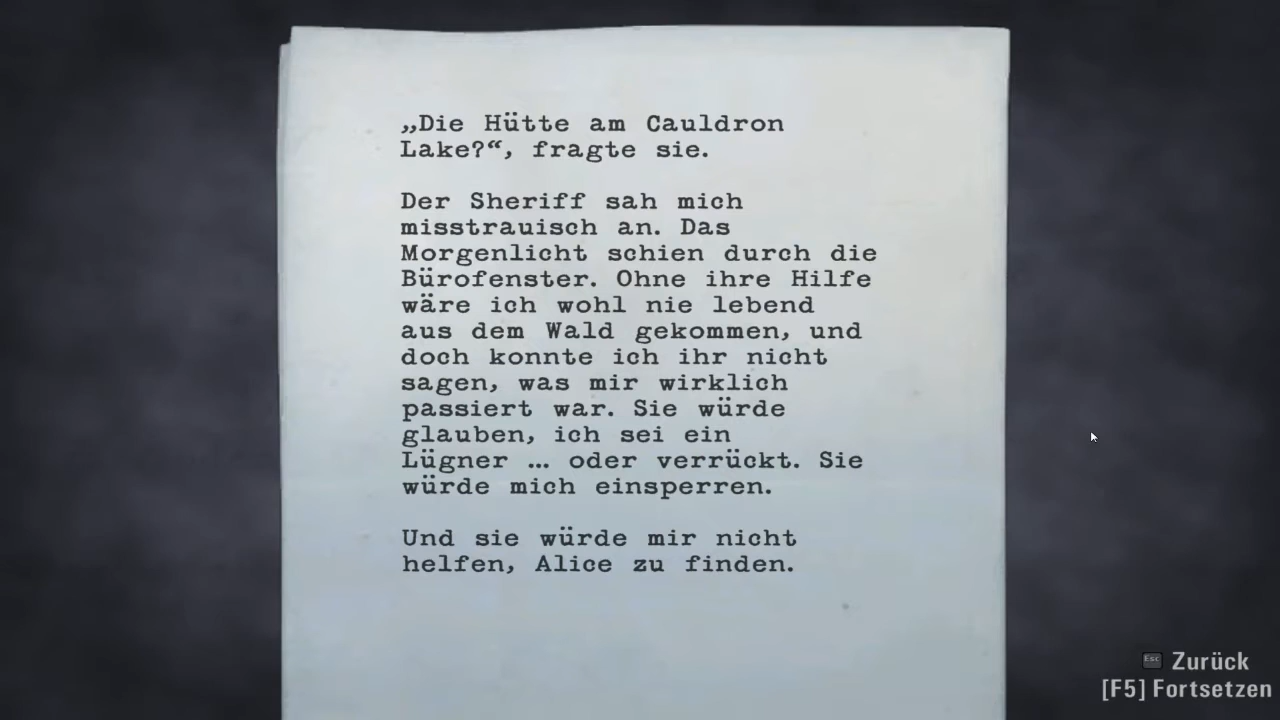 „Die Hütte am Cauldron
Lake?“, fragte sie.
Der Sheriff sah mich
misstrauisch an. Das
Morgenlicht schien durch die
Bürofenster. Ohne ihre Hilfe
wäre ich wohl nie lebend
aus dem Wald gekommen, und
doch konnte ich ihr nicht
sagen, was mir wirklich
passiert war. Sie würde
glauben, ich sei ein
Lügner … oder verrückt. Sie
würde mich einsperren.
Und sie würde mir nicht
helfen, Alice zu finden.
Esc Zurück
[F5] Fortsetzen